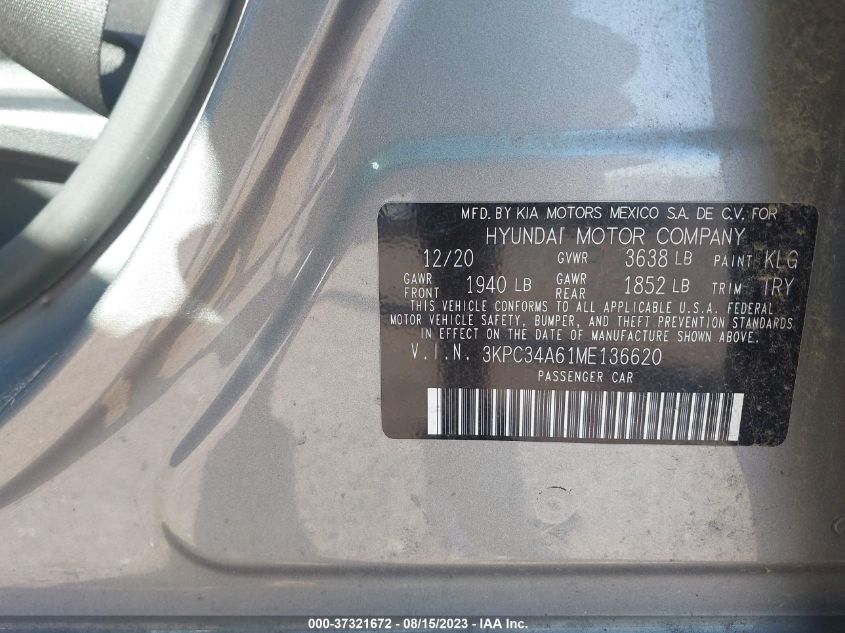 MFD. BY KIA MOTORS MEXICO S.A. DE C.V. FOR
HYUNDAI MOTOR COMPANY
12/20 GVWR 3638 LB PAINT KLG
GAWR FRONT 1940 LB GAWR REAR 1852 LB TRIM TRY
THIS VEHICLE CONFORMS TO ALL APPLICABLE U.S.A. FEDERAL
MOTOR VEHICLE SAFETY, BUMPER, AND THEFT PREVENTION STANDARDS
IN EFFECT ON THE DATE OF MANUFACTURE SHOWN ABOVE.
V.I.N. 3KPC34A61ME136620
PASSENGER CAR
000-37321672 - 08/15/2023 - IAA Inc.